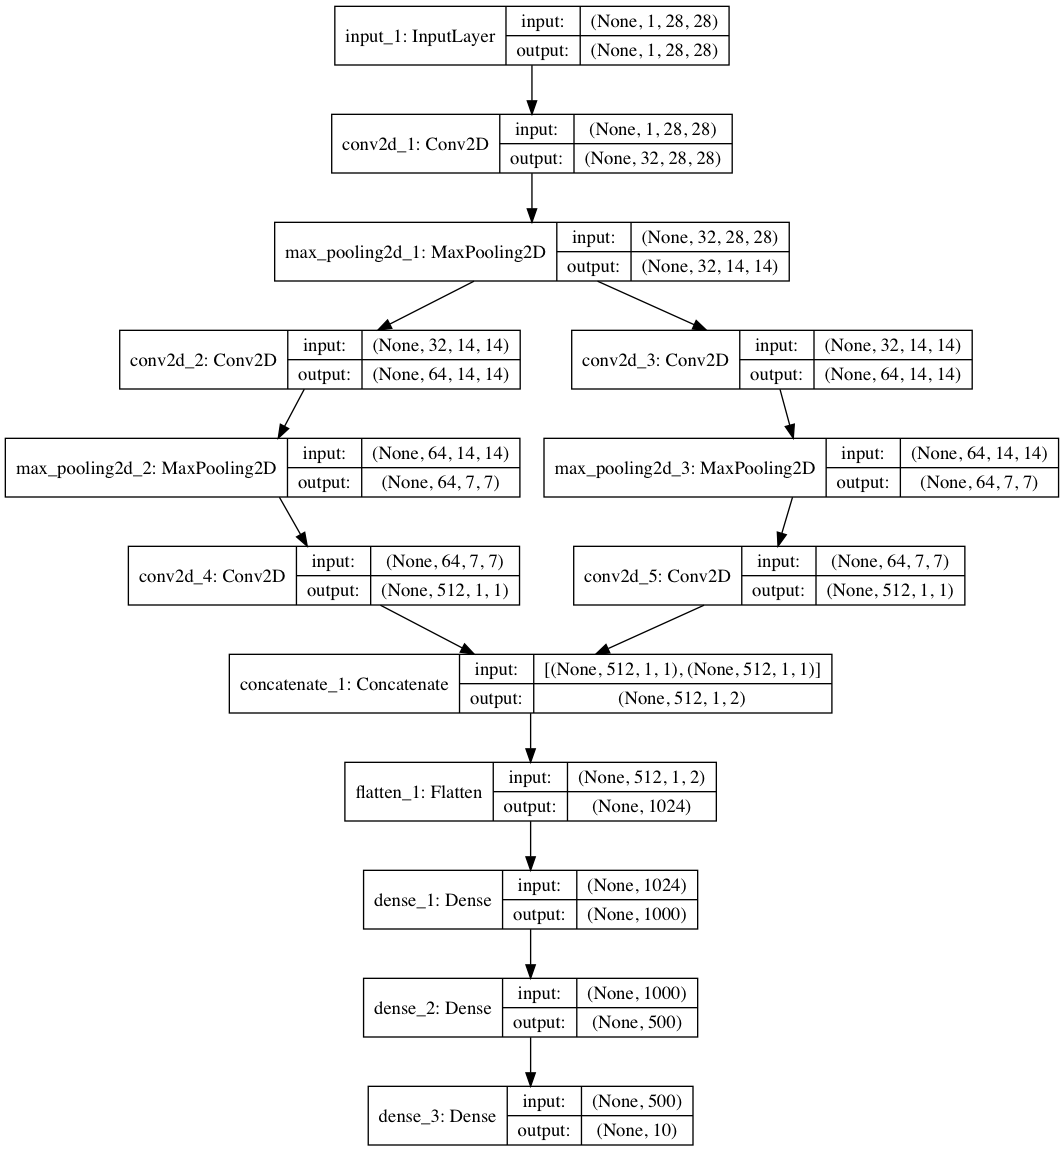 input_1: InputLayer
input: (None, 1, 28, 28)
output: (None, 1, 28, 28)
conv2d_1: Conv2D
input: (None, 1, 28, 28)
output: (None, 32, 28, 28)
max_pooling2d_1: MaxPooling2D
input: (None, 32, 28, 28)
output: (None, 32, 14, 14)
conv2d_2: Conv2D
input: (None, 32, 14, 14)
output: (None, 64, 14, 14)
conv2d_3: Conv2D
input: (None, 32, 14, 14)
output: (None, 64, 14, 14)
max_pooling2d_2: MaxPooling2D
input: (None, 64, 14, 14)
output: (None, 64, 7, 7)
max_pooling2d_3: MaxPooling2D
input: (None, 64, 14, 14)
output: (None, 64, 7, 7)
conv2d_4: Conv2D
input: (None, 64, 7, 7)
output: (None, 512, 1, 1)
conv2d_5: Conv2D
input: (None, 64, 7, 7)
output: (None, 512, 1, 1)
concatenate_1: Concatenate
input: [(None, 512, 1, 1), (None, 512, 1, 1)]
output: (None, 512, 1, 2)
flatten_1: Flatten
input: (None, 512, 1, 2)
output: (None, 1024)
dense_1: Dense
input: (None, 1024)
output: (None, 1000)
dense_2: Dense
input: (None, 1000)
output: (None, 500)
dense_3: Dense
input: (None, 500)
output: (None, 10)